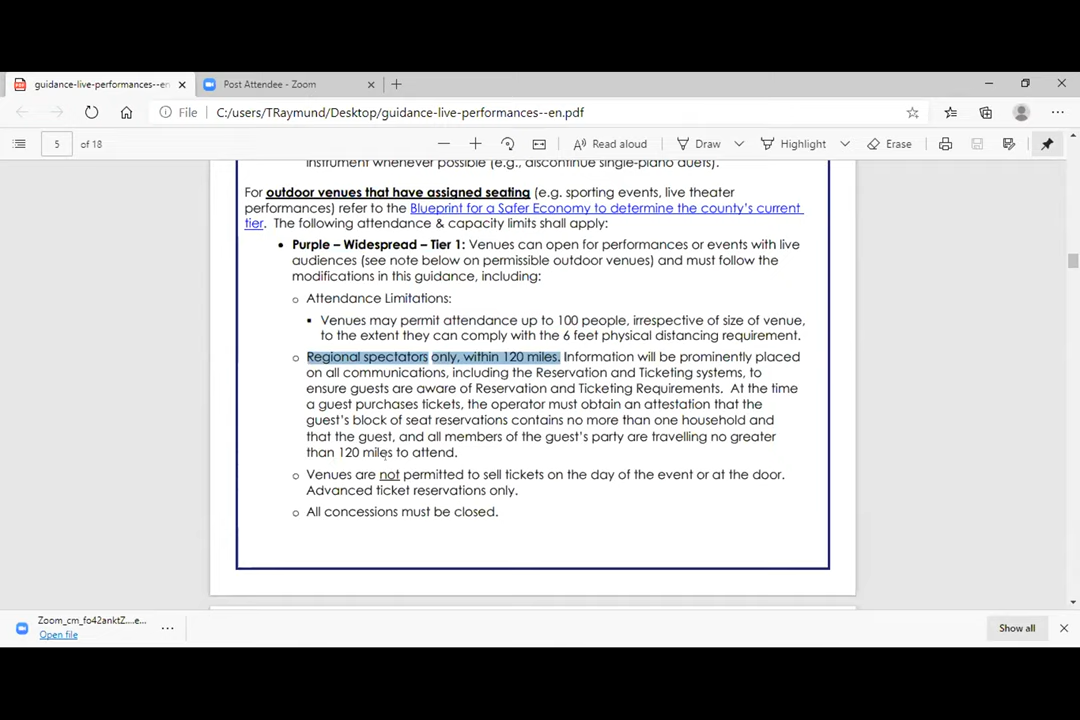 guidance-live-performances--en
Post Attendee - Zoom
File C:/users/TRaymund/Desktop/guidance-live-performances--en.pdf
5 of 18
Read aloud Draw Highlight Erase
instrument whenever possible (e.g., discontinue single-piano duets).
For outdoor venues that have assigned seating (e.g. sporting events, live theater
performances) refer to the Blueprint for a Safer Economy to determine the county's current
tier. The following attendance & capacity limits shall apply:
• Purple – Widespread – Tier 1: Venues can open for performances or events with live
audiences (see note below on permissible outdoor venues) and must follow the
modifications in this guidance, including:
o Attendance Limitations:
▪ Venues may permit attendance up to 100 people, irrespective of size of venue,
to the extent they can comply with the 6 feet physical distancing requirement.
o Regional spectators only, within 120 miles. Information will be prominently placed
on all communications, including the Reservation and Ticketing systems, to
ensure guests are aware of Reservation and Ticketing Requirements. At the time
a guest purchases tickets, the operator must obtain an attestation that the
guest's block of seat reservations contains no more than one household and
that the guest, and all members of the guest's party are travelling no greater
than 120 miles to attend.
o Venues are not permitted to sell tickets on the day of the event or at the door.
Advanced ticket reservations only.
o All concessions must be closed.
Zoom_cm_fo42anktZ....e...
Open file
Show all